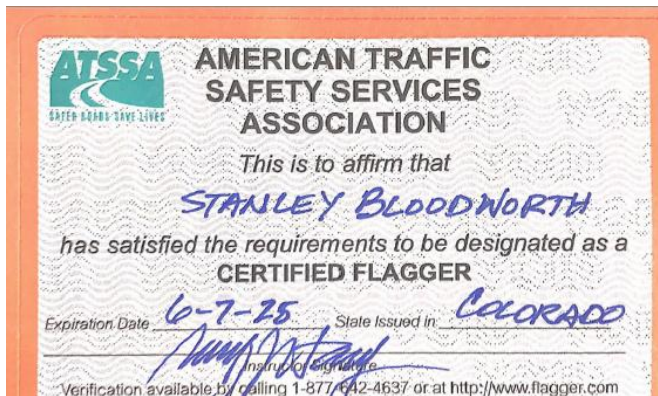 ATSSA
SAFER ROADS SAVE LIVES
AMERICAN TRAFFIC
SAFETY SERVICES
ASSOCIATION
This is to affirm that
STANLEY BLOODWORTH
has satisfied the requirements to be designated as a
CERTIFIED FLAGGER
Expiration Date 6-7-25 State Issued in COLORADO
Instructor Signature
Verification available by calling 1-877-642-4637 or at http://www.flagger.com